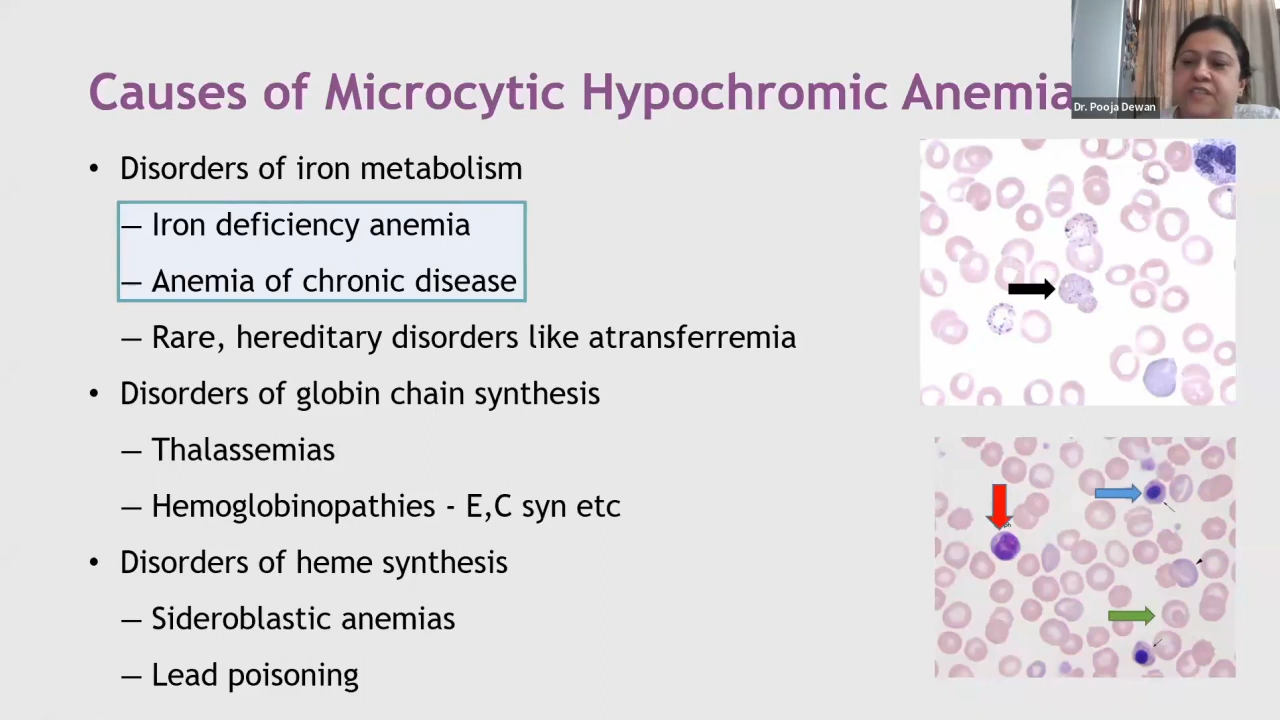 Causes of Microcytic Hypochromic Anemia
Dr. Pooja Dewan
• Disorders of iron metabolism
– Iron deficiency anemia
– Anemia of chronic disease
– Rare, hereditary disorders like atransferremia
• Disorders of globin chain synthesis
– Thalassemias
– Hemoglobinopathies - E,C syn etc
• Disorders of heme synthesis
– Sideroblastic anemias
– Lead poisoning